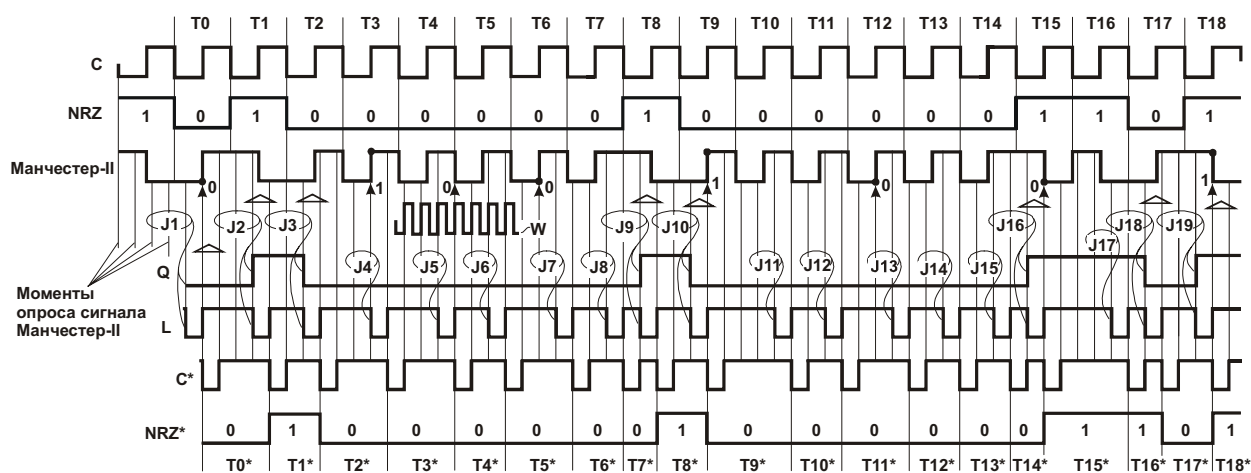 T0 T1 T2 T3 T4 T5 T6 T7 T8 T9 T10 T11 T12 T13 T14 T15 T16 T17 T18
C
NRZ 1 0 1 0 0 0 0 0 0 1 0 0 0 0 0 0 1 1 0 1
Манчестер-II 0 1 0 0 1 0 0 1
W
J1 J2 J3 J9 J10 J16 J17 J18 J19
J4 J5 J6 J7 J8 J11 J12 J13 J14 J15
Q
Моменты
опроса сигнала
Манчестер-II
L
C*
NRZ* 0 1 0 0 0 0 0 0 1 0 0 0 0 0 0 1 1 0 1
T0* T1* T2* T3* T4* T5* T6* T7* T8* T9* T10* T11* T12* T13* T14* T15* T16* T17* T18*